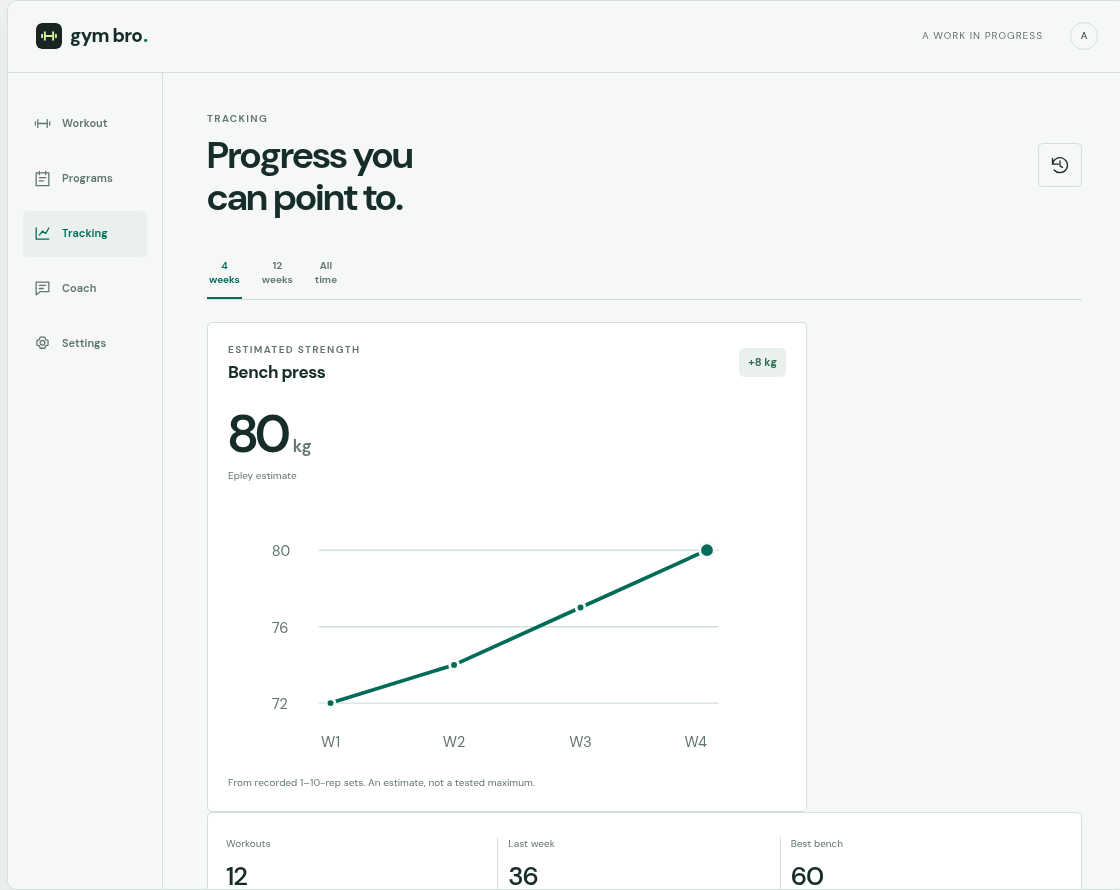 gym bro.
A WORK IN PROGRESS
A
Workout
Programs
Tracking
Coach
Settings
TRACKING
Progress you
can point to.
4
weeks
12
weeks
All
time
ESTIMATED STRENGTH
Bench press
+8 kg
80 kg
Epley estimate
80
76
72
W1 W2 W3 W4
From recorded 1–10-rep sets. An estimate, not a tested maximum.
Workouts
12
Last week
36
Best bench
60